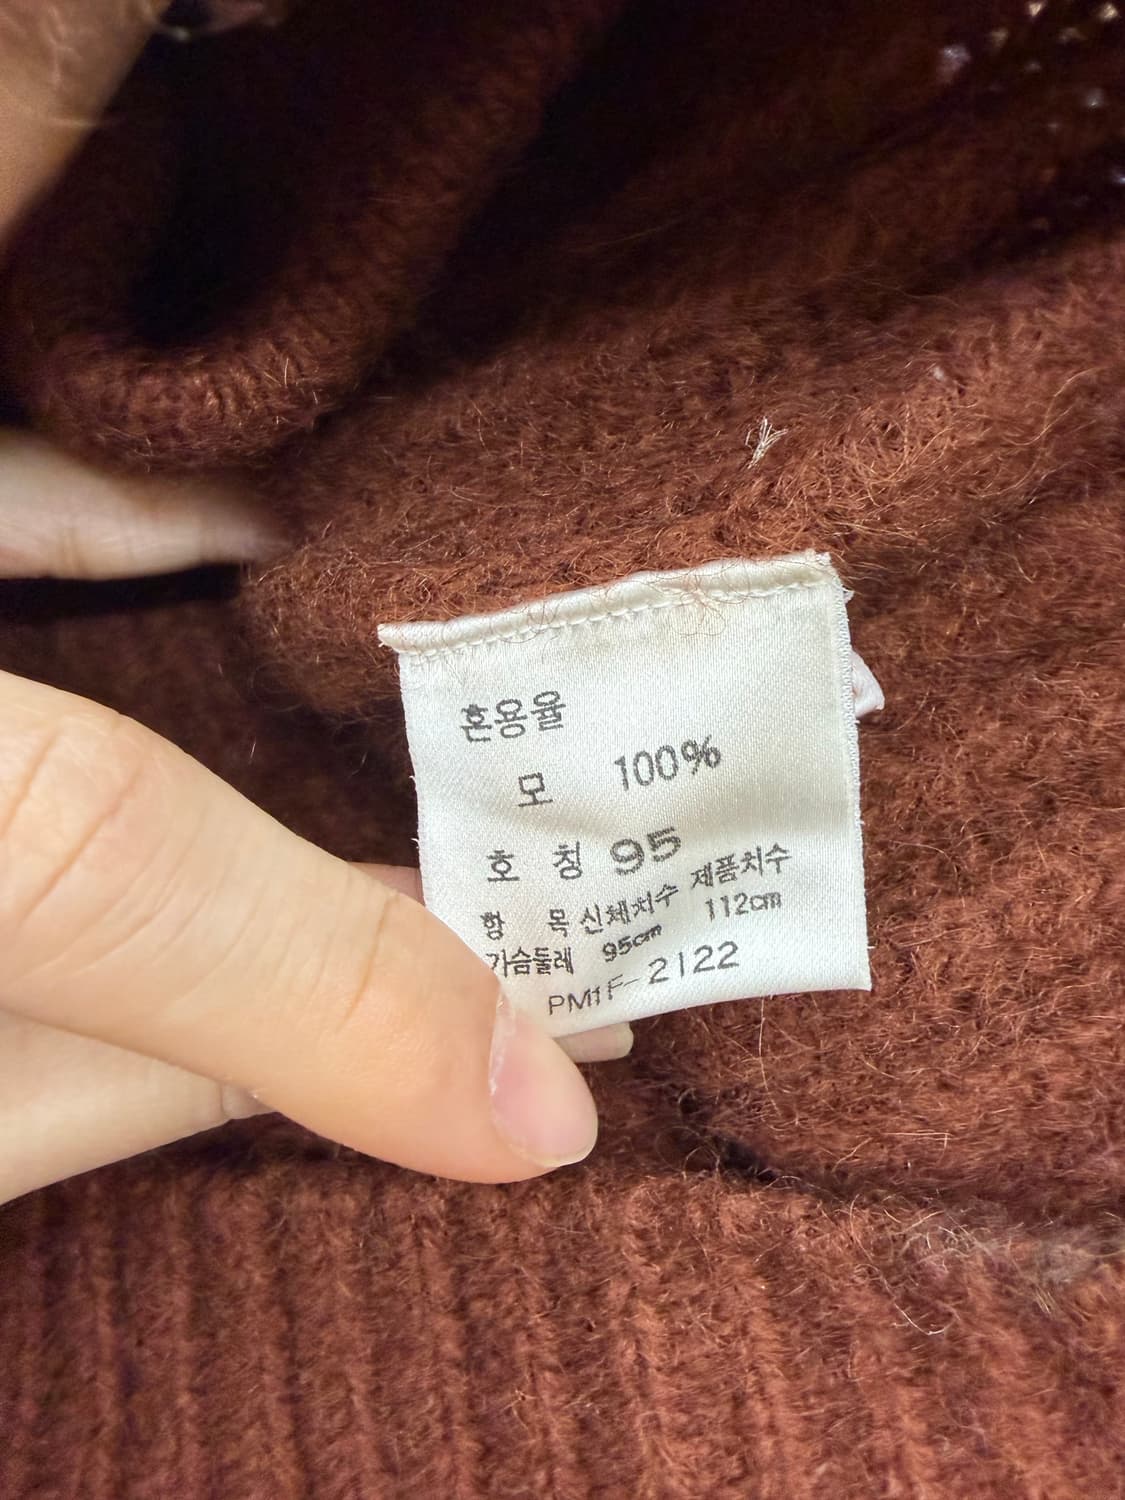 혼용율
모 100%
호 칭 95
항 목 신체치수 제품치수
가슴둘레 95cm 112cm
PM1F-2122